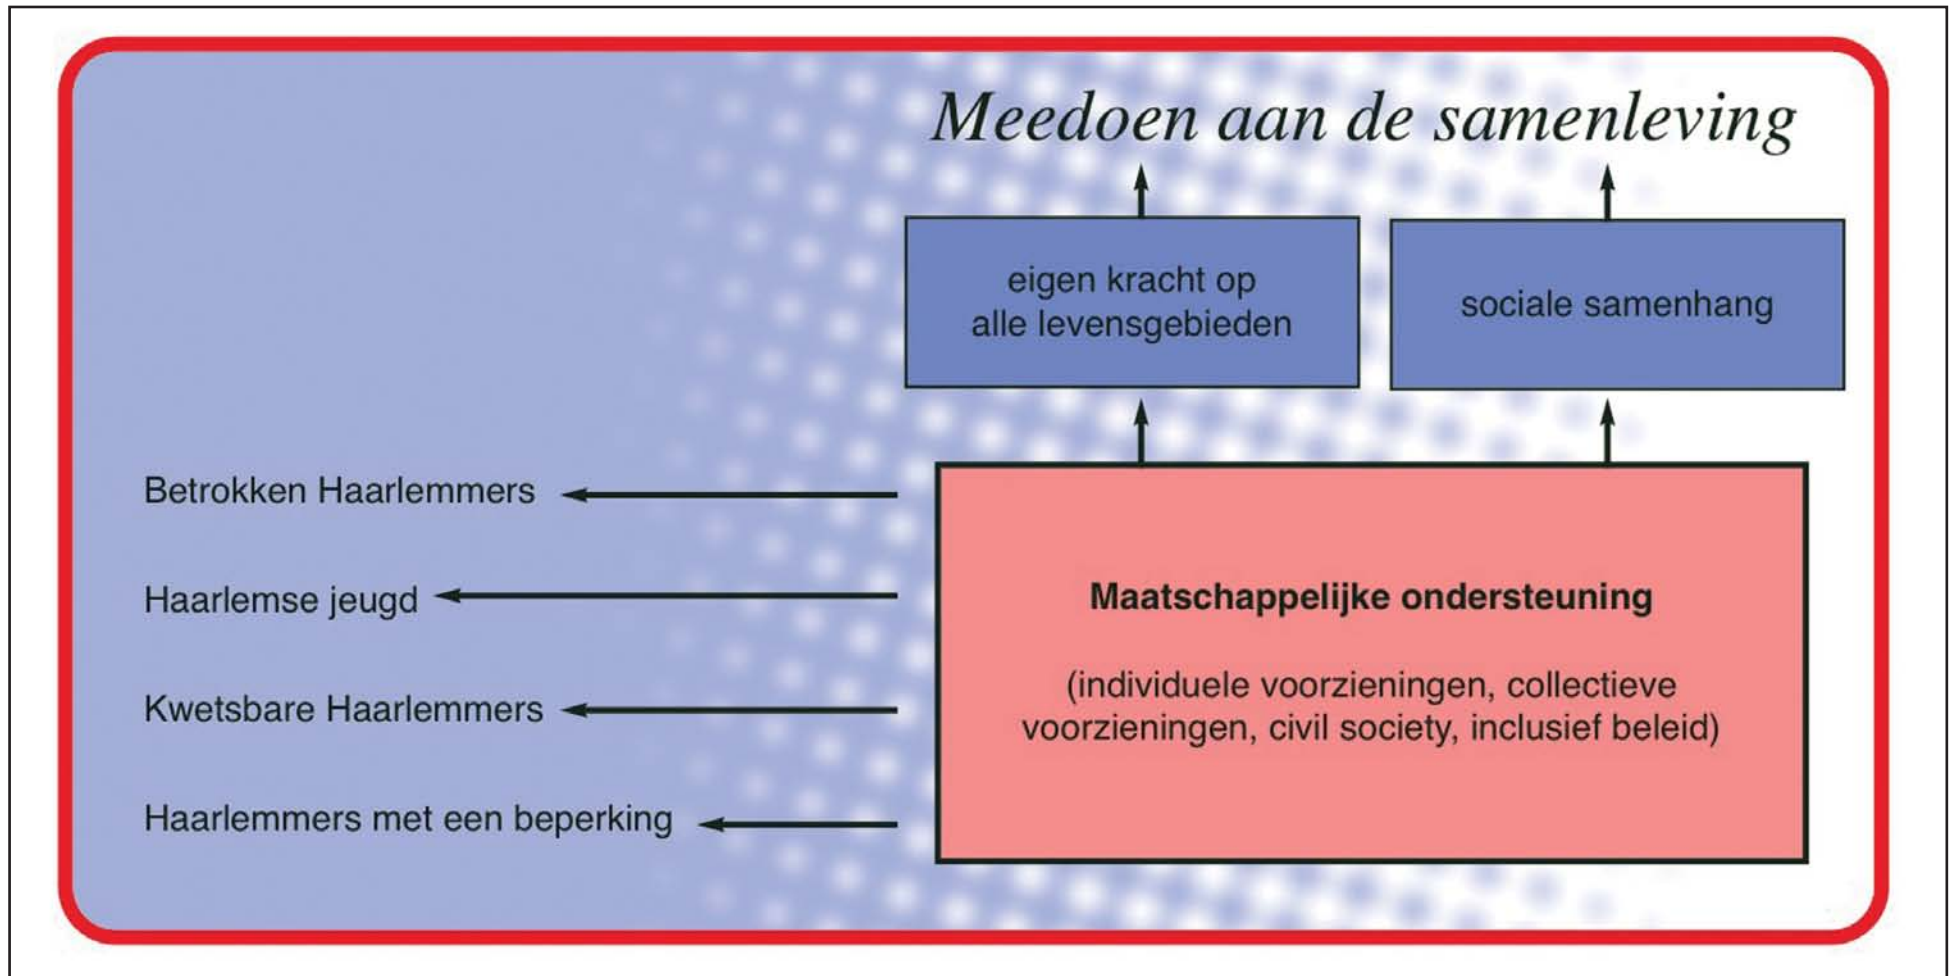 Meedoen aan de samenleving
eigen kracht op
alle levensgebieden
sociale samenhang
Betrokken Haarlemmers
Haarlemse jeugd
Kwetsbare Haarlemmers
Haarlemmers met een beperking
Maatschappelijke ondersteuning
(individuele voorzieningen, collectieve
voorzieningen, civil society, inclusief beleid)